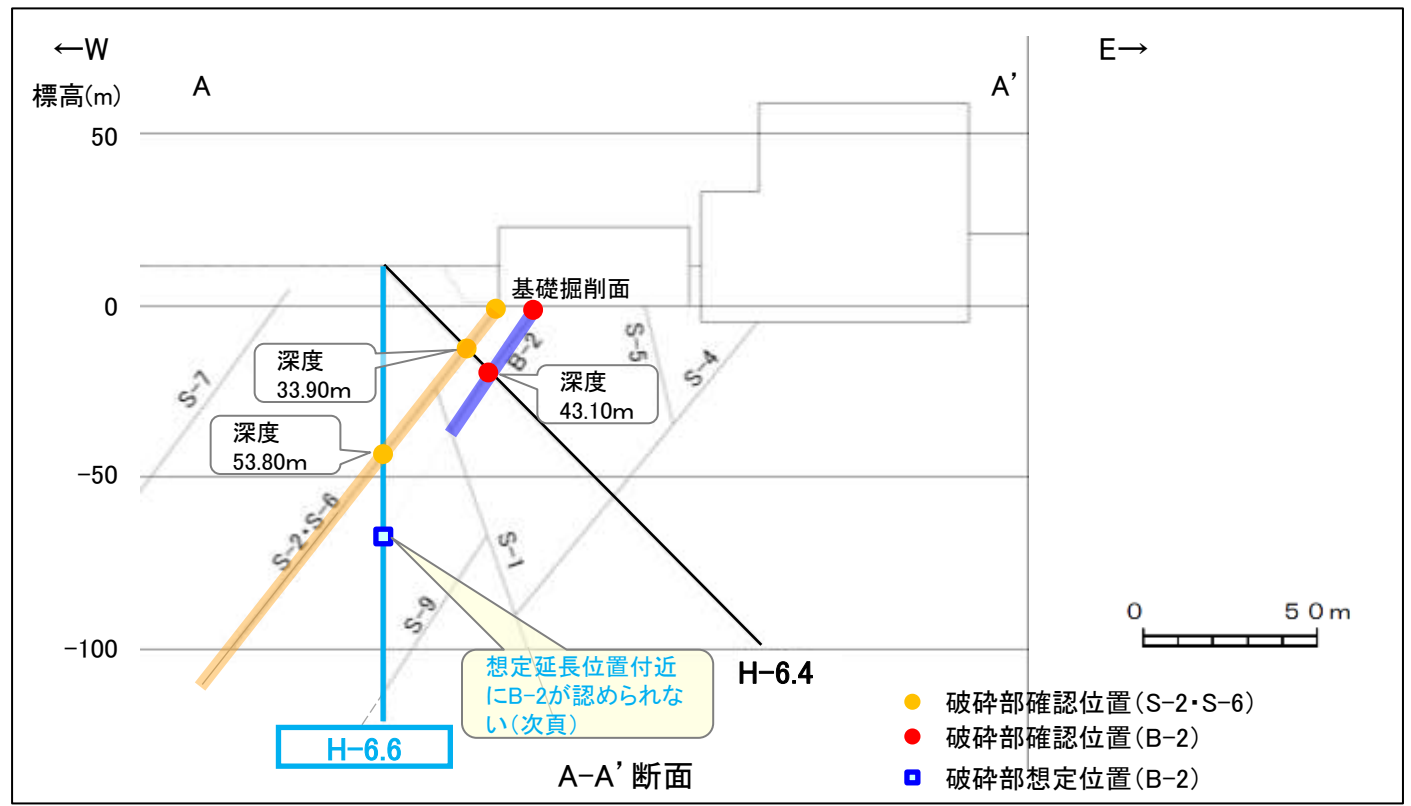 ←W
E→
標高(m)
A
A’
50
0
-50
-100
基礎掘削面
深度
33.90m
深度
43.10m
深度
53.80m
B-2
S-5
S-4
S-7
S-2・S-6
S-1
S-9
想定延長位置付近
にB-2が認められな
い(次頁)
H-6.4
H-6.6
A-A’断面
0
50m
破砕部確認位置(S-2・S-6)
破砕部確認位置(B-2)
破砕部想定位置(B-2)